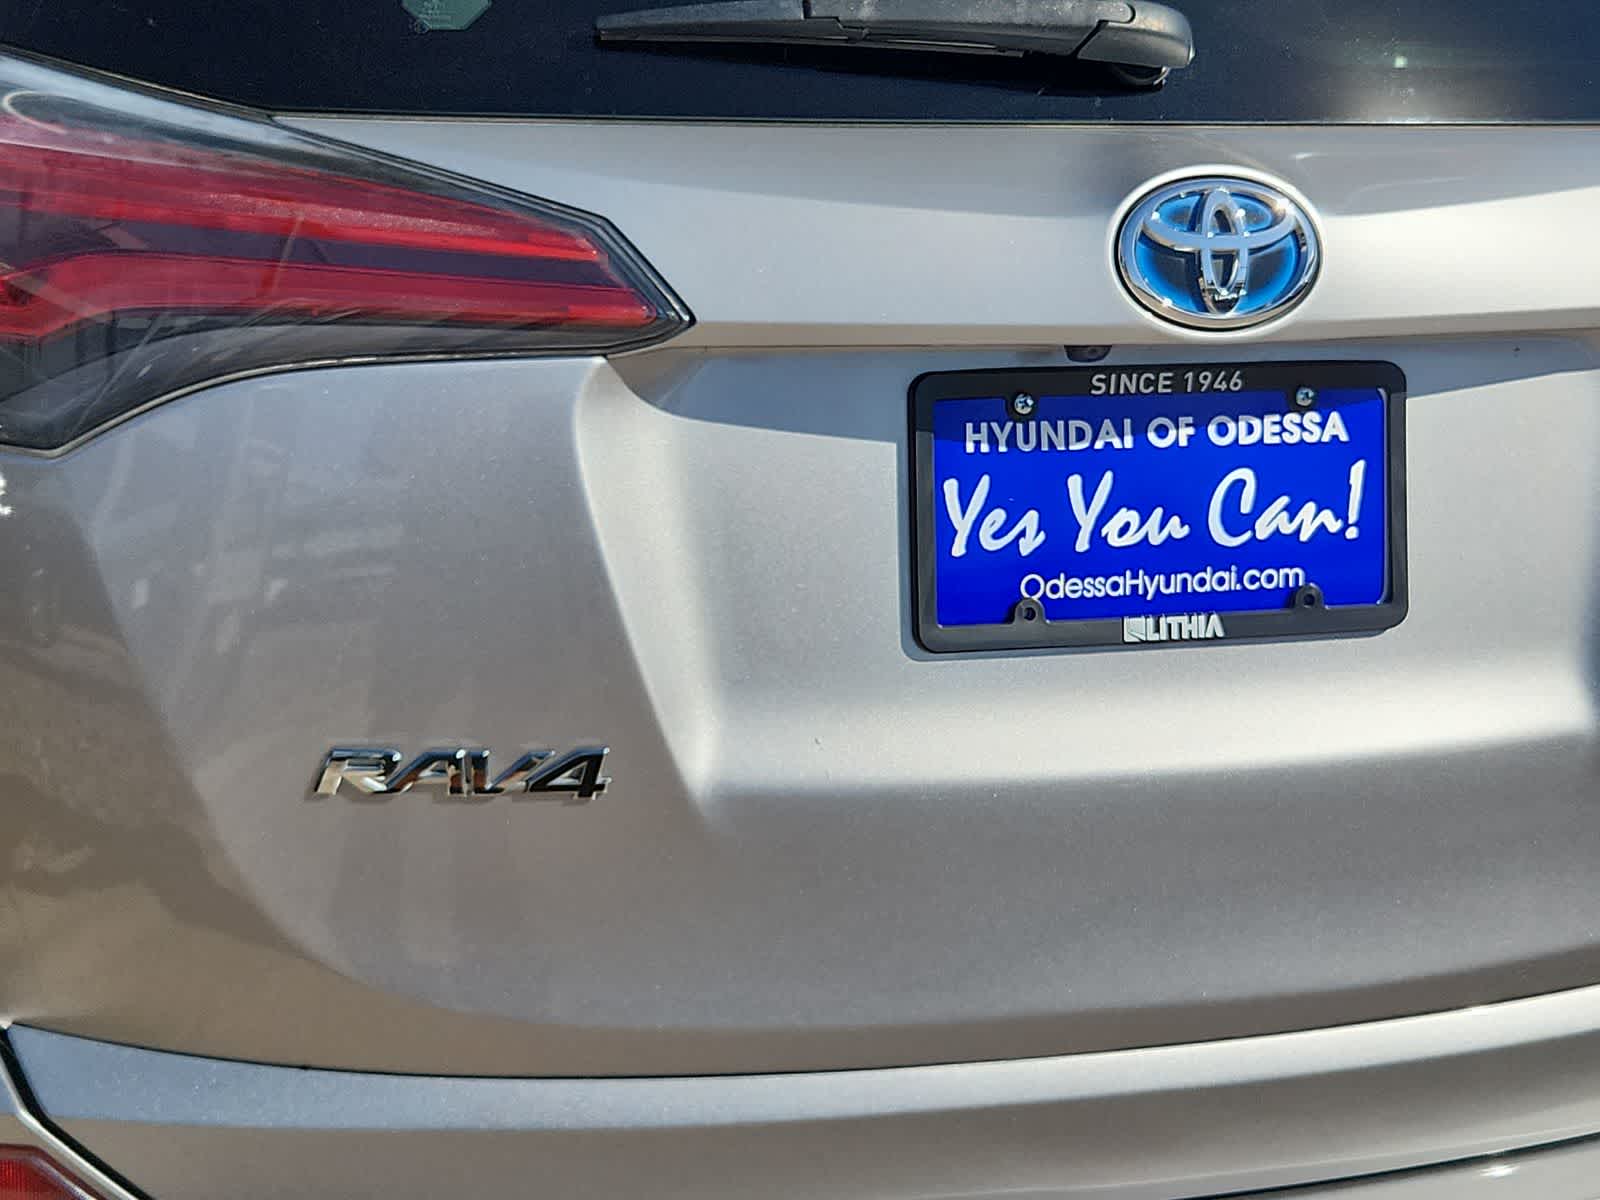 SINCE 1946
HYUNDAI OF ODESSA
Yes You Can!
OdessaHyundai.com
LITHIA
RAV4